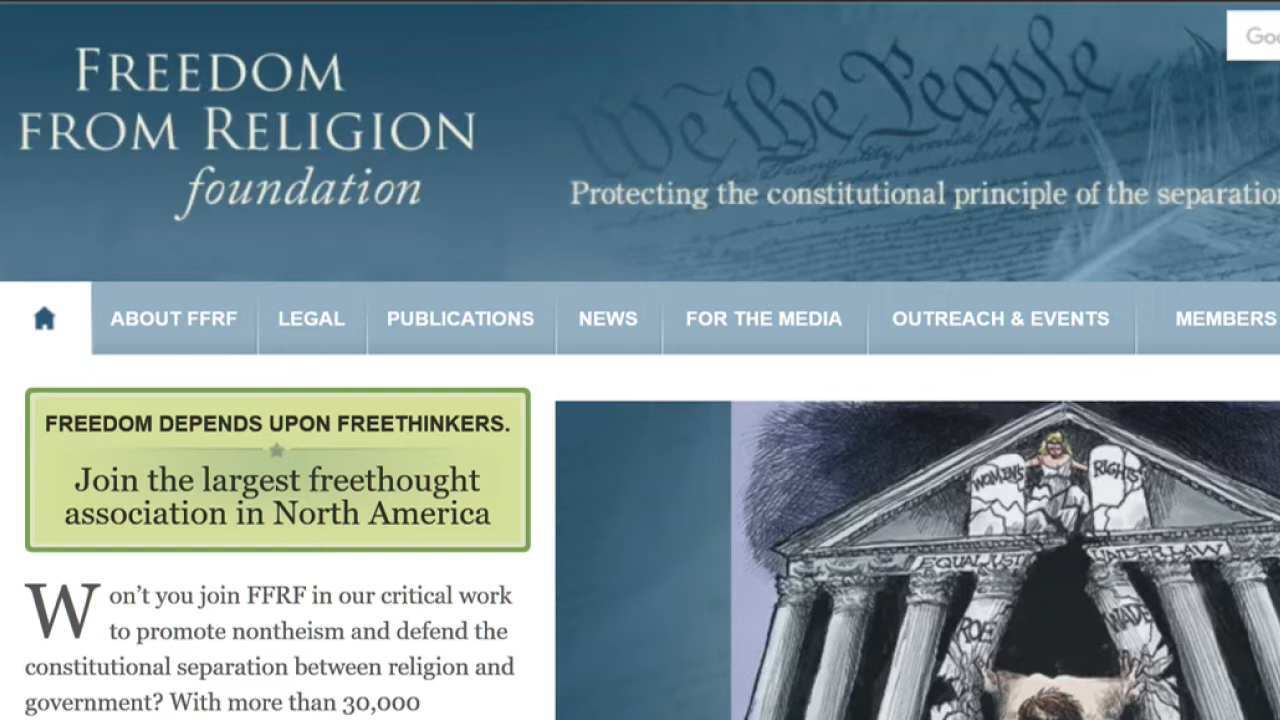 FREEDOM
FROM RELIGION
foundation
We the People
Protecting the constitutional principle of the
ABOUT FFRF
LEGAL
PUBLICATIONS
NEWS
FOR THE MEDIA
OUTREACH & EVENTS
MEMBERS
FREEDOM DEPENDS UPON FREETHINKERS.
Join the largest freethought
association in North America
Won't you join FFRF in our critical work
to promote nontheism and defend the
constitutional separation between religion and
government? With more than 30,000
WOMEN'S
RIGHTS
UNDER LAW
ROE
WADE